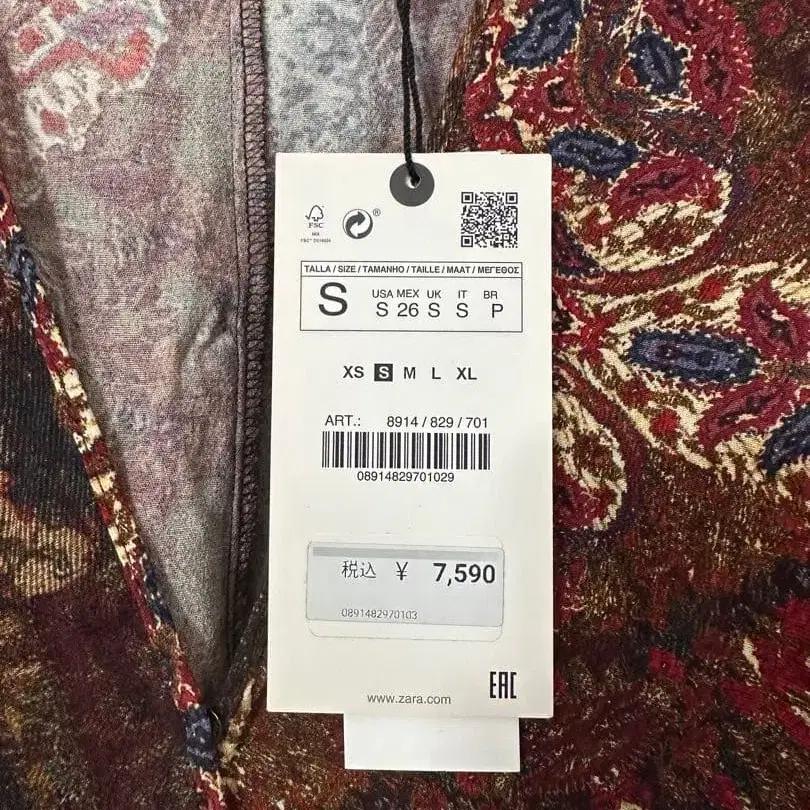 FSC
MIX
®
TALLA / SIZE / TAMANHO / TAILLE / MAAT / ΜΕΓΕΘΟΣ
S
USA MEX UK IT BR
S 26 S S P
XS S M L XL
ART.: 8914 / 829 / 701
08914829701029
税込 ¥ 7,590
0891482970103
www.zara.com
EAC